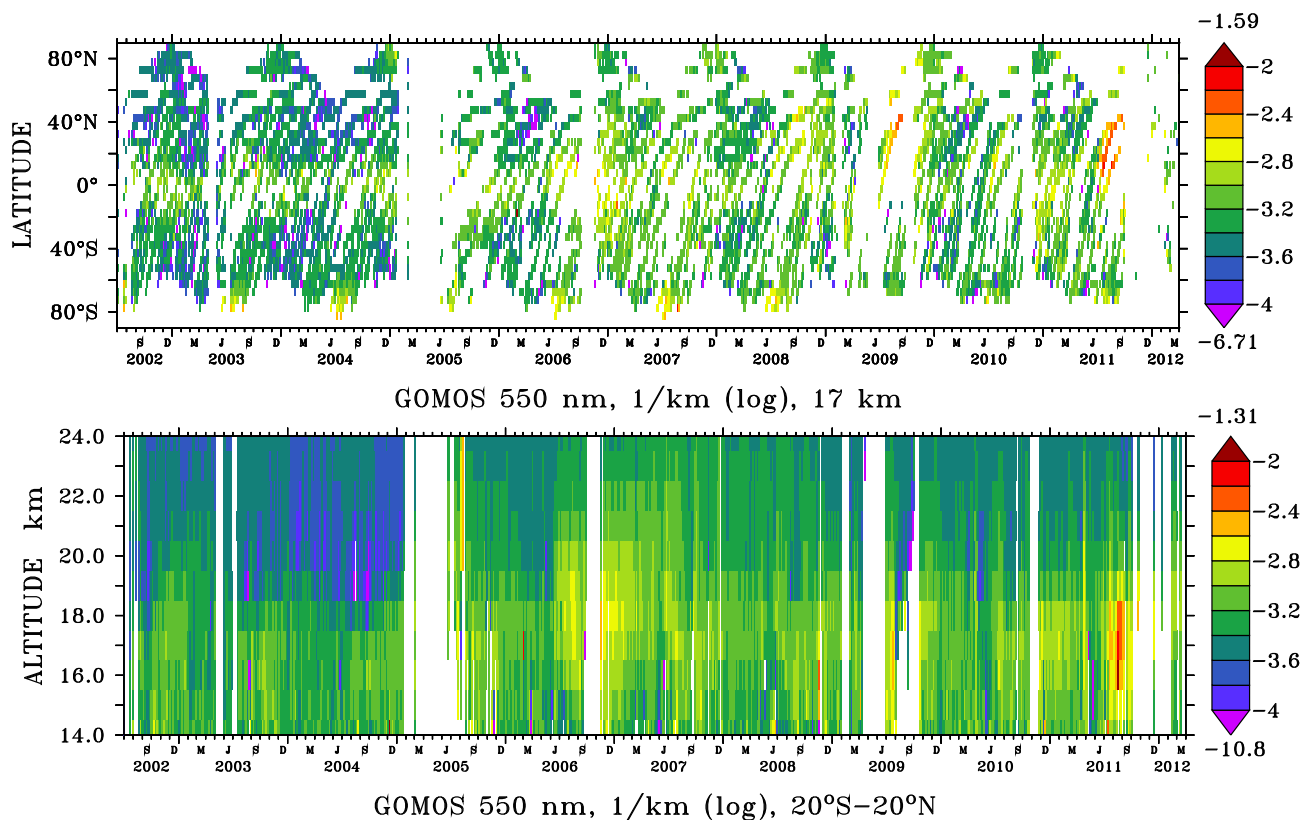 −1.59
80°N
40°N
0°
40°S
80°S
LATITUDE
−2
−2.4
−2.8
−3.2
−3.6
−4
−6.71
S D M J S D M J S D M J S D M J S D M J S D M J S D M J S D M J S D M J S D M
2002 2003 2004 2005 2006 2007 2008 2009 2010 2011 2012
GOMOS 550 nm, 1/km (log), 17 km
−1.31
24.0
22.0
20.0
18.0
16.0
14.0
ALTITUDE km
−2
−2.4
−2.8
−3.2
−3.6
−4
−10.8
S D M J S D M J S D M J S D M J S D M J S D M J S D M J S D M J S D M J S D M
2002 2003 2004 2005 2006 2007 2008 2009 2010 2011 2012
GOMOS 550 nm, 1/km (log), 20°S−20°N